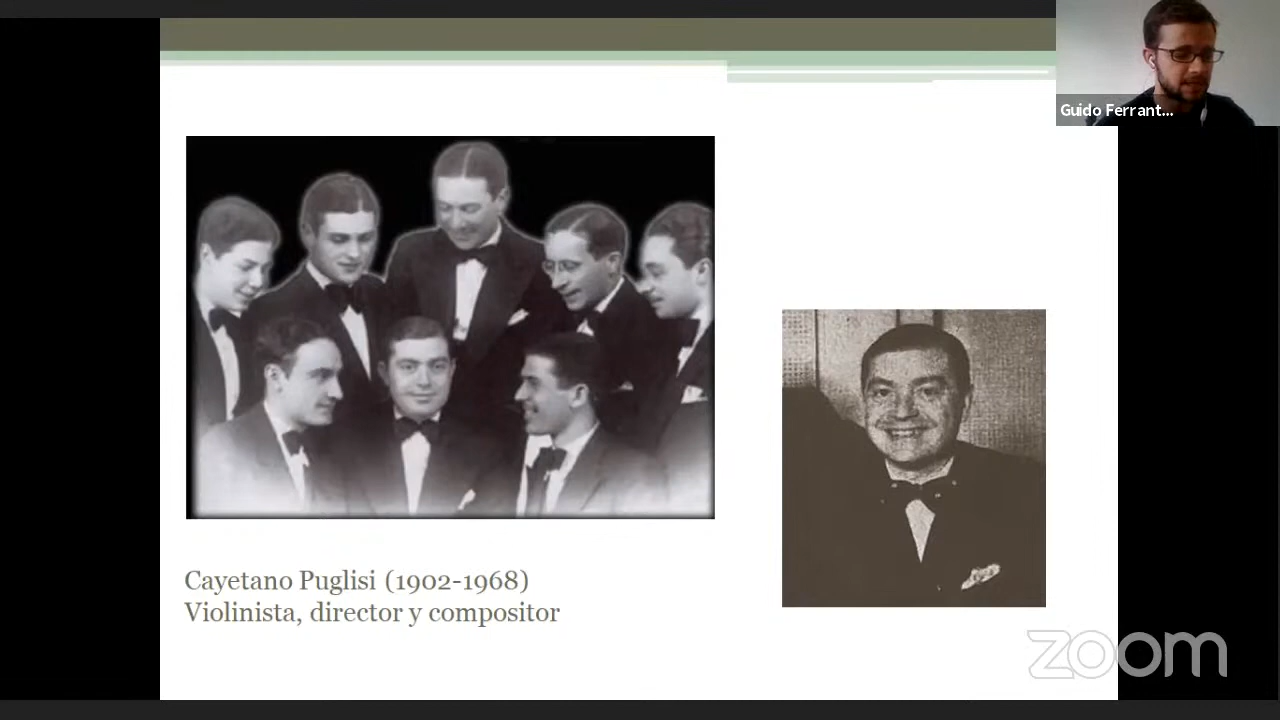 Guido Ferrant...
Cayetano Puglisi (1902-1968)
Violinista, director y compositor
zoom